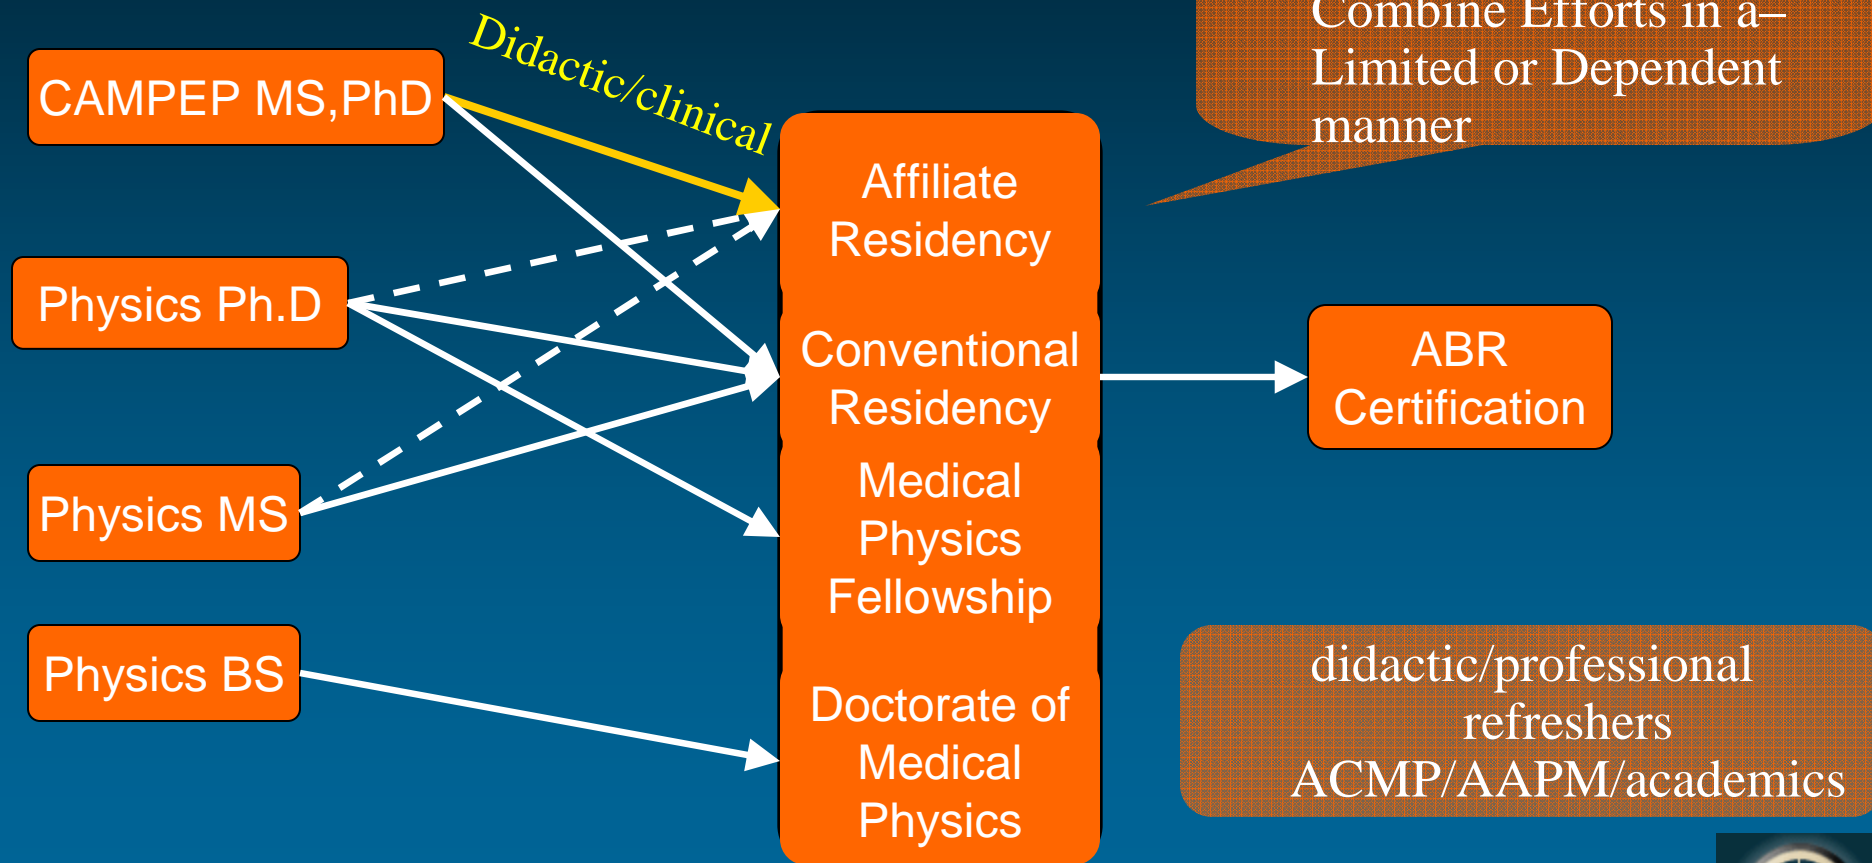 Combine Efforts in a–
Limited or Dependent
manner
Didactic/clinical
CAMPEP MS,PhD
Physics Ph.D
Physics MS
Physics BS
Affiliate
Residency
Conventional
Residency
Medical
Physics
Fellowship
Doctorate of
Medical
Physics
ABR
Certification
didactic/professional
refreshers
ACMP/AAPM/academics